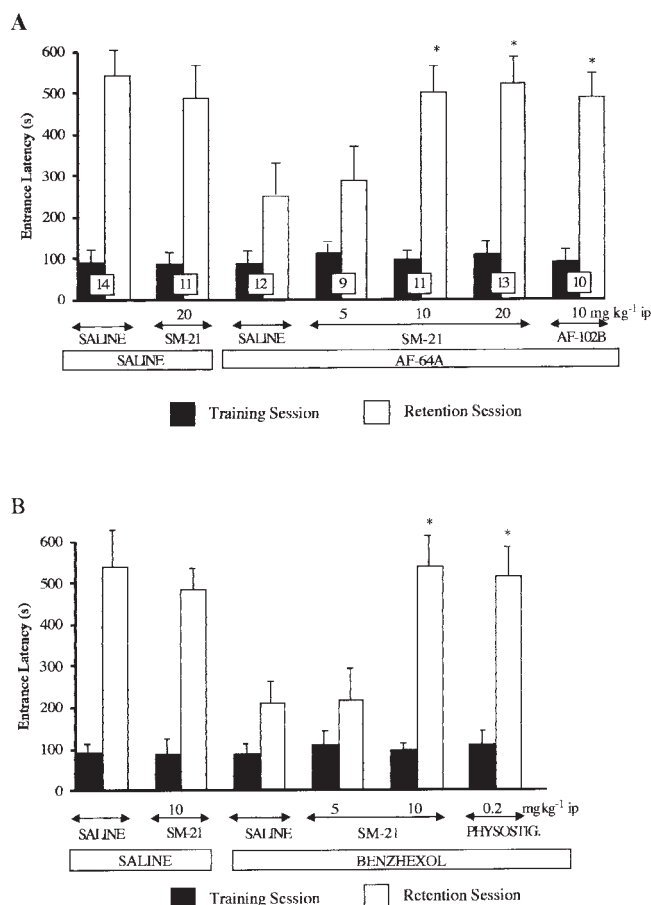 A
600
500
400
300
200
100
0
Entrance Latency (s)
* * *
14 11 12 9 11 13 10
20 5 10 20 10 mg kg-1 ip
SALINE SM-21 SALINE SM-21 AF-102B
SALINE AF-64A
Training Session Retention Session
B
600
500
400
300
200
100
0
Entrance Latency (s)
* *
10 5 10 0.2 mgkg-1 ip
SALINE SM-21 SALINE SM-21 PHYSOSTIG.
SALINE BENZHEXOL
Training Session Retention Session